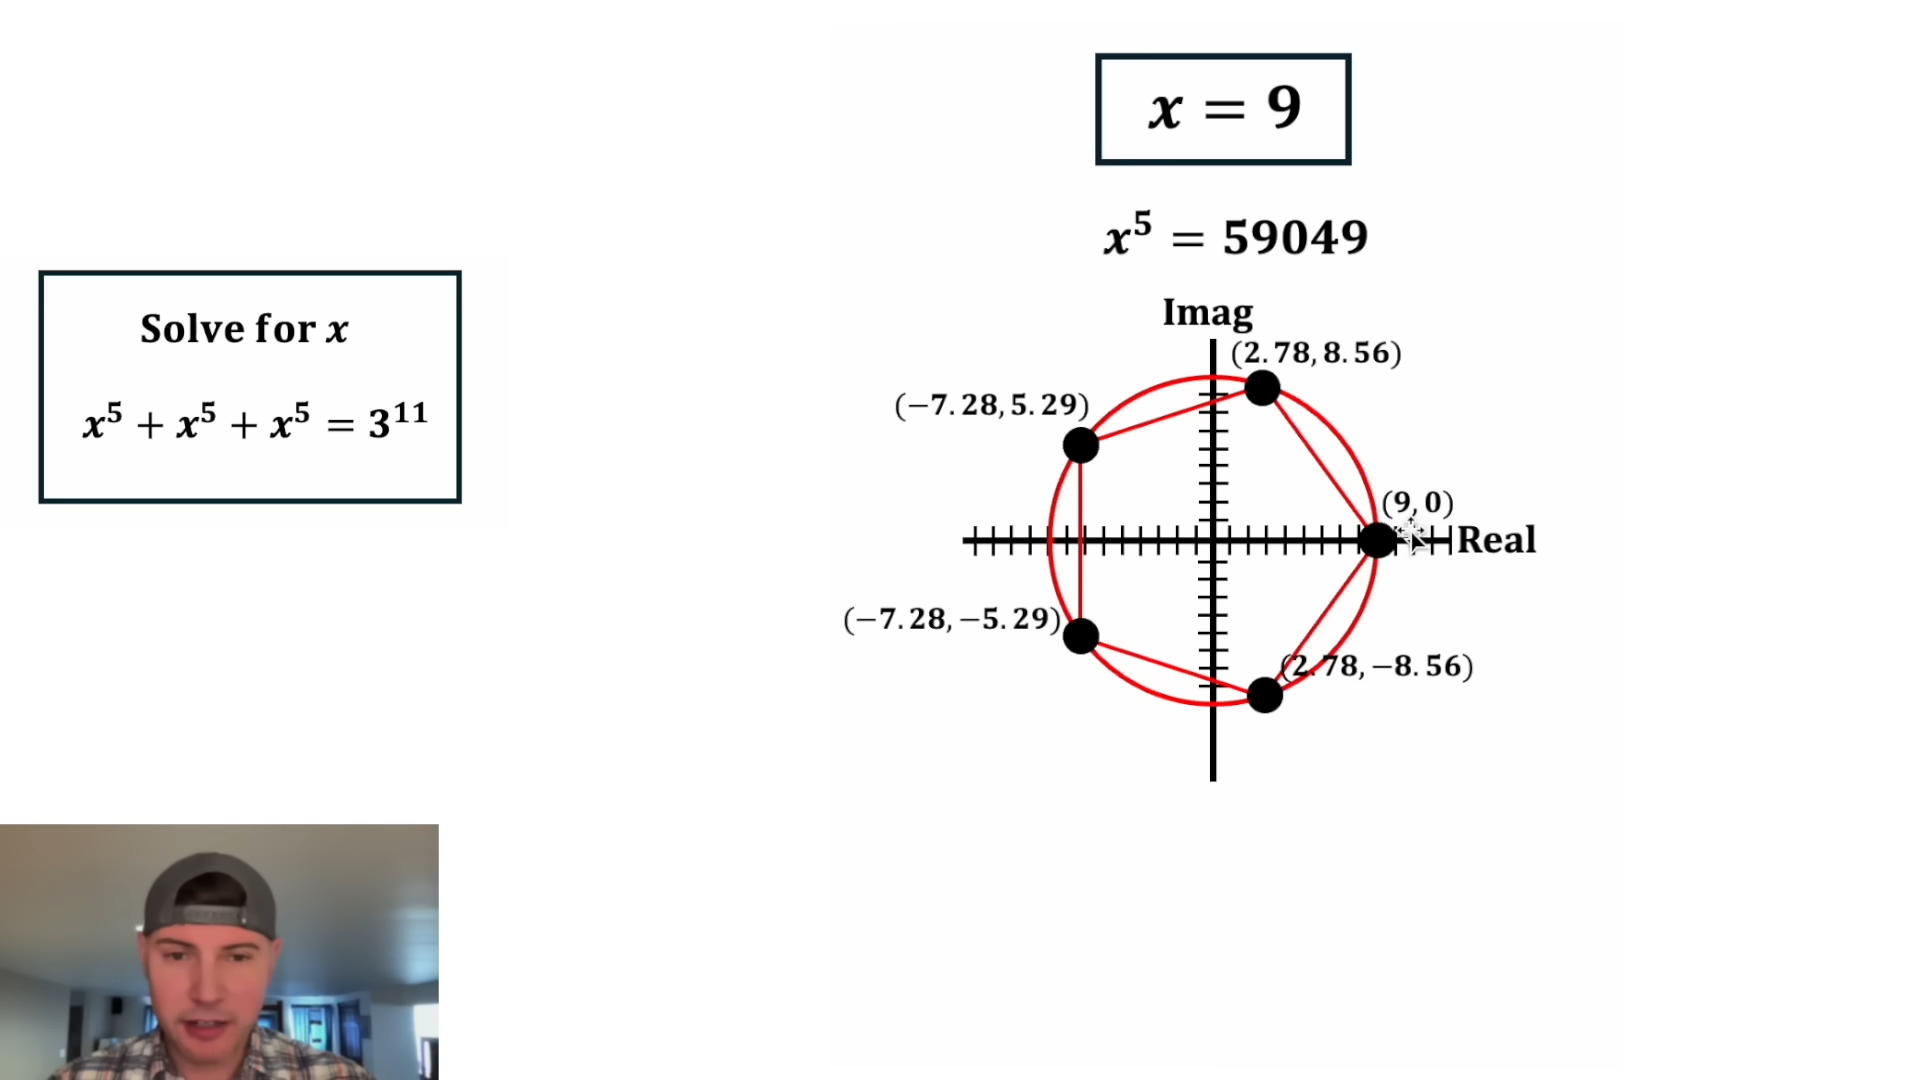 Solve for x
x⁵ + x⁵ + x⁵ = 3¹¹
x = 9
x⁵ = 59049
Imag
(2.78, 8.56)
(−7.28, 5.29)
(9, 0)
Real
(−7.28, −5.29)
(2.78, −8.56)